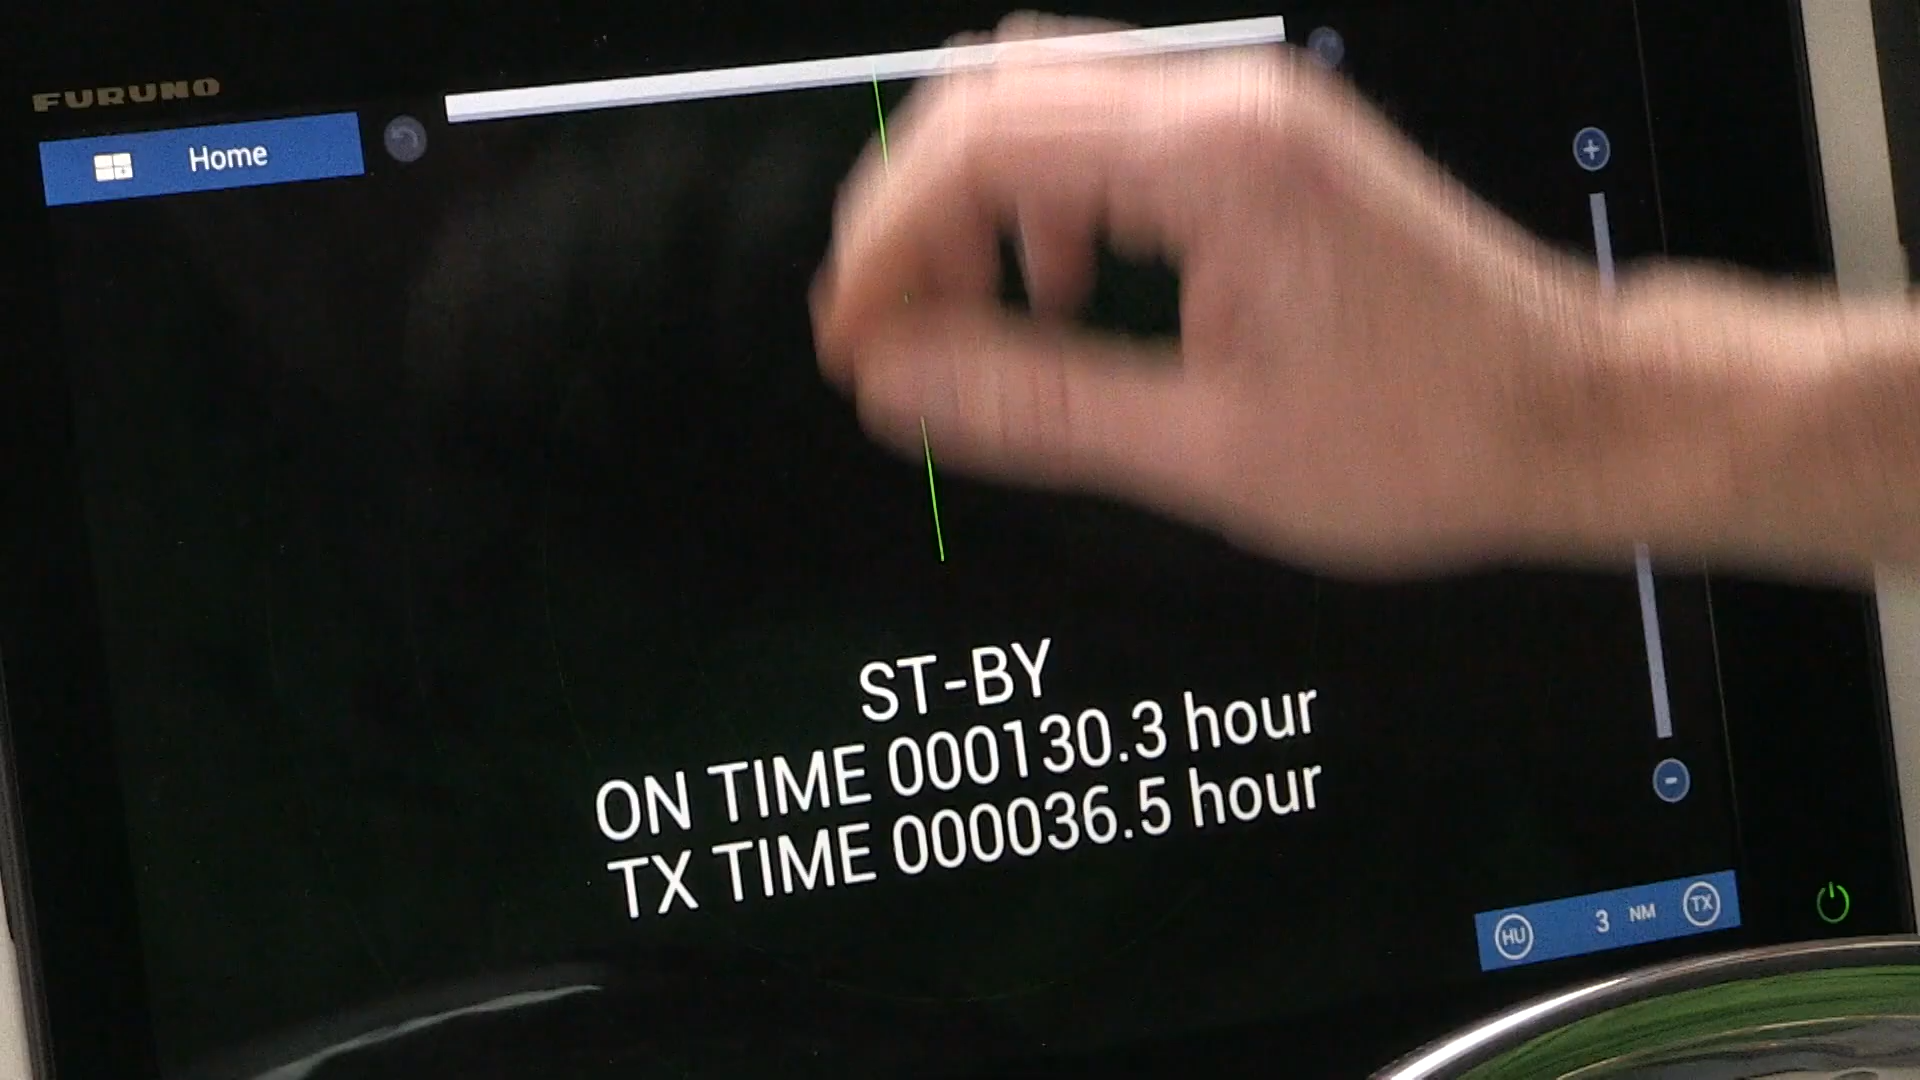 FURUNO
Home
+
ST-BY
ON TIME 000130.3 hour
TX TIME 000036.5 hour
-
HU 3 NM TX